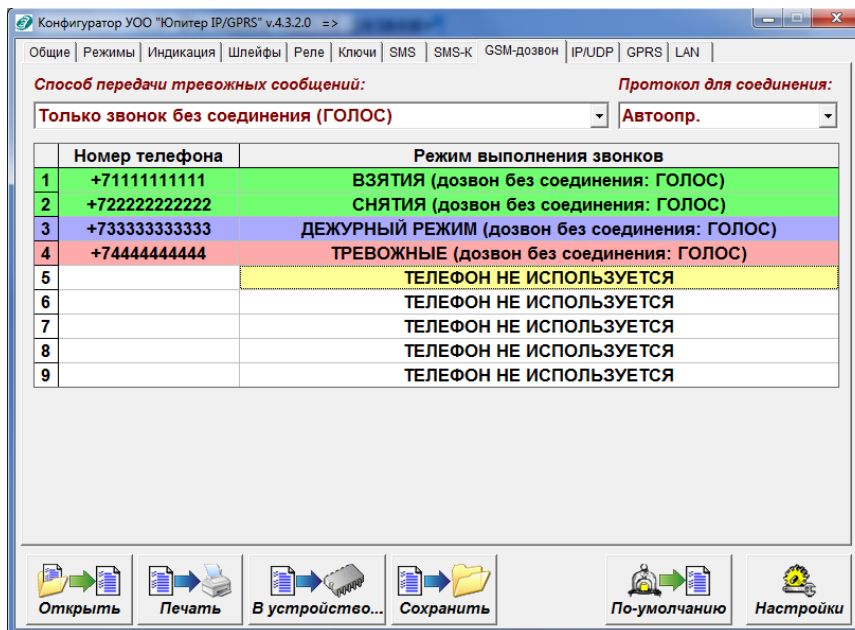 Конфигуратор УОО "Юпитер IP/GPRS" v.4.3.2.0 =>
Общие Режимы Индикация Шлейфы Реле Ключи SMS SMS-K GSM-дозвон IP/UDP GPRS LAN
Способ передачи тревожных сообщений: Протокол для соединения:
Только звонок без соединения (ГОЛОС) Автоопр.
Номер телефона Режим выполнения звонков
1 +71111111111 ВЗЯТИЯ (дозвон без соединения: ГОЛОС)
2 +722222222222 СНЯТИЯ (дозвон без соединения: ГОЛОС)
3 +733333333333 ДЕЖУРНЫЙ РЕЖИМ (дозвон без соединения: ГОЛОС)
4 +74444444444 ТРЕВОЖНЫЕ (дозвон без соединения: ГОЛОС)
5 ТЕЛЕФОН НЕ ИСПОЛЬЗУЕТСЯ
6 ТЕЛЕФОН НЕ ИСПОЛЬЗУЕТСЯ
7 ТЕЛЕФОН НЕ ИСПОЛЬЗУЕТСЯ
8 ТЕЛЕФОН НЕ ИСПОЛЬЗУЕТСЯ
9 ТЕЛЕФОН НЕ ИСПОЛЬЗУЕТСЯ
Открыть Печать В устройство... Сохранить По-умолчанию Настройки